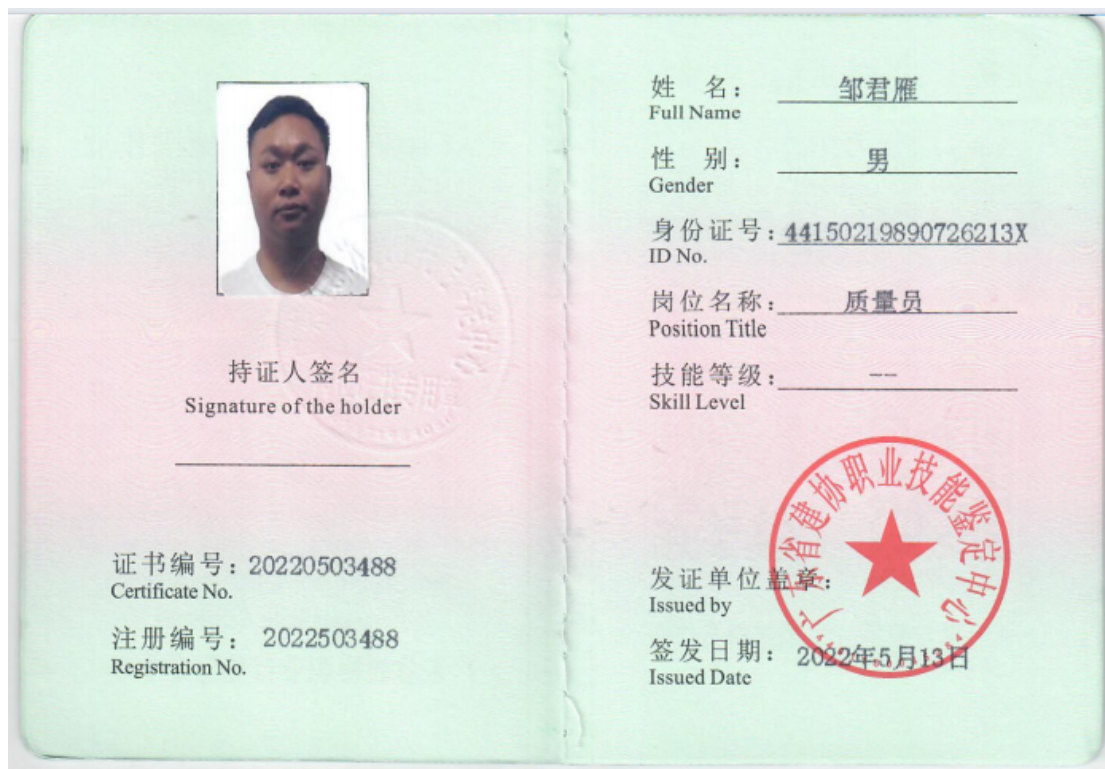 持证人签名
Signature of the holder
证书编号：20220503488
Certificate No.
注册编号： 2022503488
Registration No.
姓 名： 邹君雁
Full Name
性 别： 男
Gender
身份证号：44150219890726213X
ID No.
岗位名称： 质量员
Position Title
技能等级： --
Skill Level
广东省建协职业技能鉴定中心
发证单位盖章：
Issued by
签发日期： 2022年5月13日
Issued Date